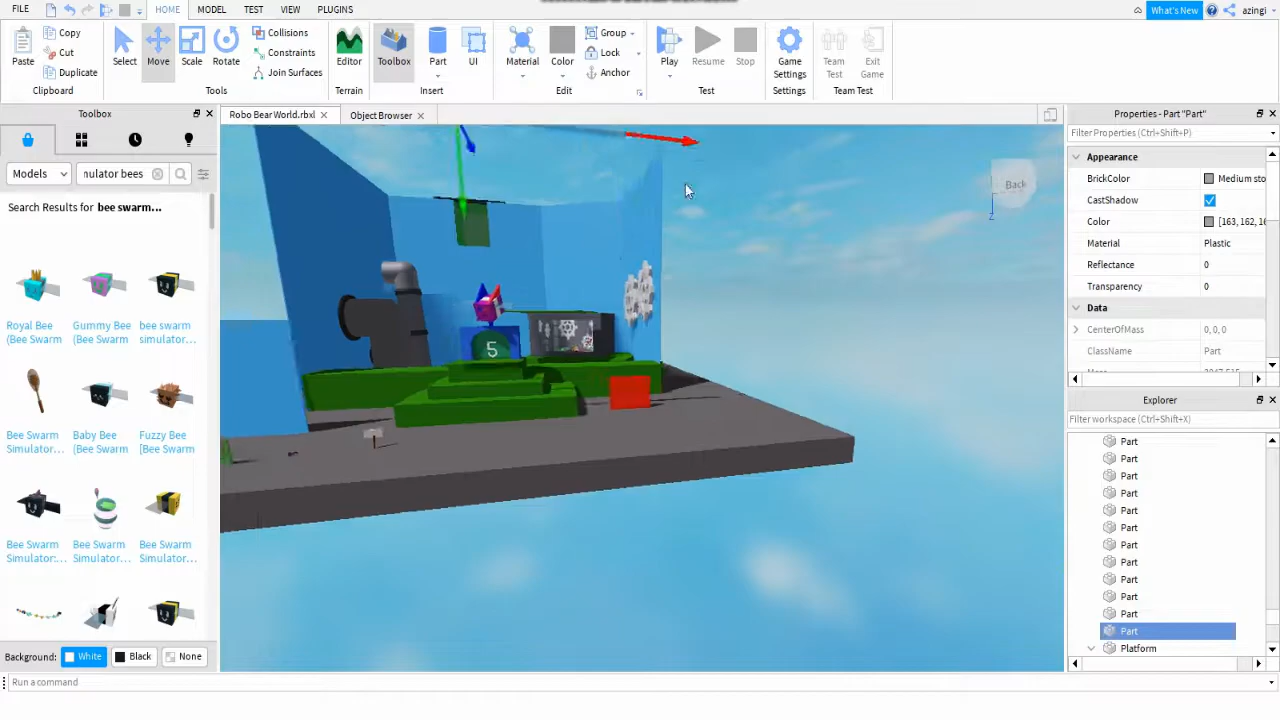 FILE HOME MODEL TEST VIEW PLUGINS What's New azingi
Paste Copy Cut Duplicate Select Move Scale Rotate Collisions Constraints Join Surfaces Editor Toolbox Part UI Material Color Group Lock Anchor Play Resume Stop Game Settings Team Test Exit Game
Clipboard Tools Terrain Insert Edit Test Settings Team Test
Toolbox Robo Bear World.rbxl Object Browser Properties - Part "Part"
Filter Properties (Ctrl+Shift+P)
Models nulator bees
Search Results for bee swarm...
Royal Bee (Bee Swarm
Gummy Bee (Bee Swarm
bee swarm simulator...
Bee Swarm Simulator...
Baby Bee (Bee Swarm
Fuzzy Bee [Bee Swarm
Bee Swarm Simulator:...
Bee Swarm Simulator...
Bee Swarm Simulator...
Background: White Black None
Run a command
5
Back
Appearance
BrickColor Medium sto
CastShadow
Color [163, 162, 16
Material Plastic
Reflectance 0
Transparency 0
Data
CenterOfMass 0, 0, 0
ClassName Part
Explorer
Filter workspace (Ctrl+Shift+X)
Part
Part
Part
Part
Part
Part
Part
Part
Part
Part
Part
Part
Platform